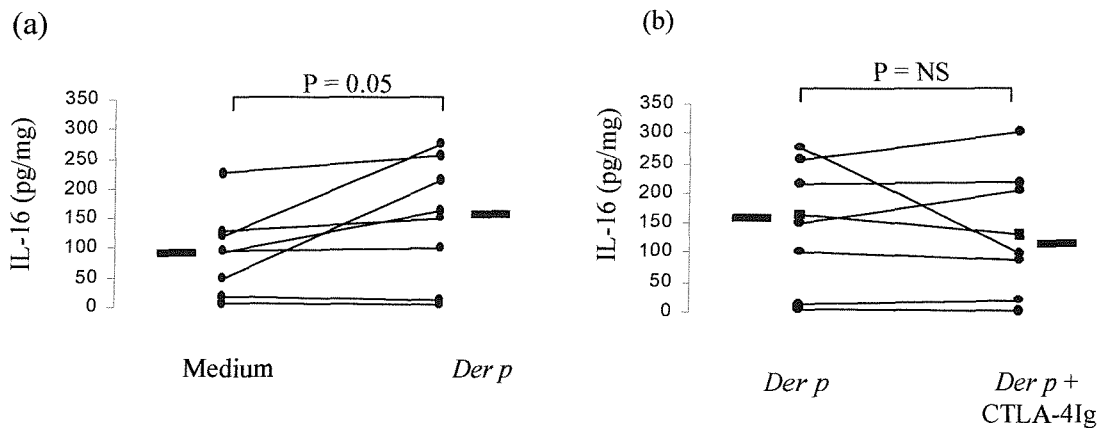 (a)
P = 0.05
IL-16 (pg/mg)
350
300
250
200
150
100
50
0
Medium
Der p
(b)
P = NS
IL-16 (pg/mg)
350
300
250
200
150
100
50
0
Der p
Der p +
CTLA-4Ig